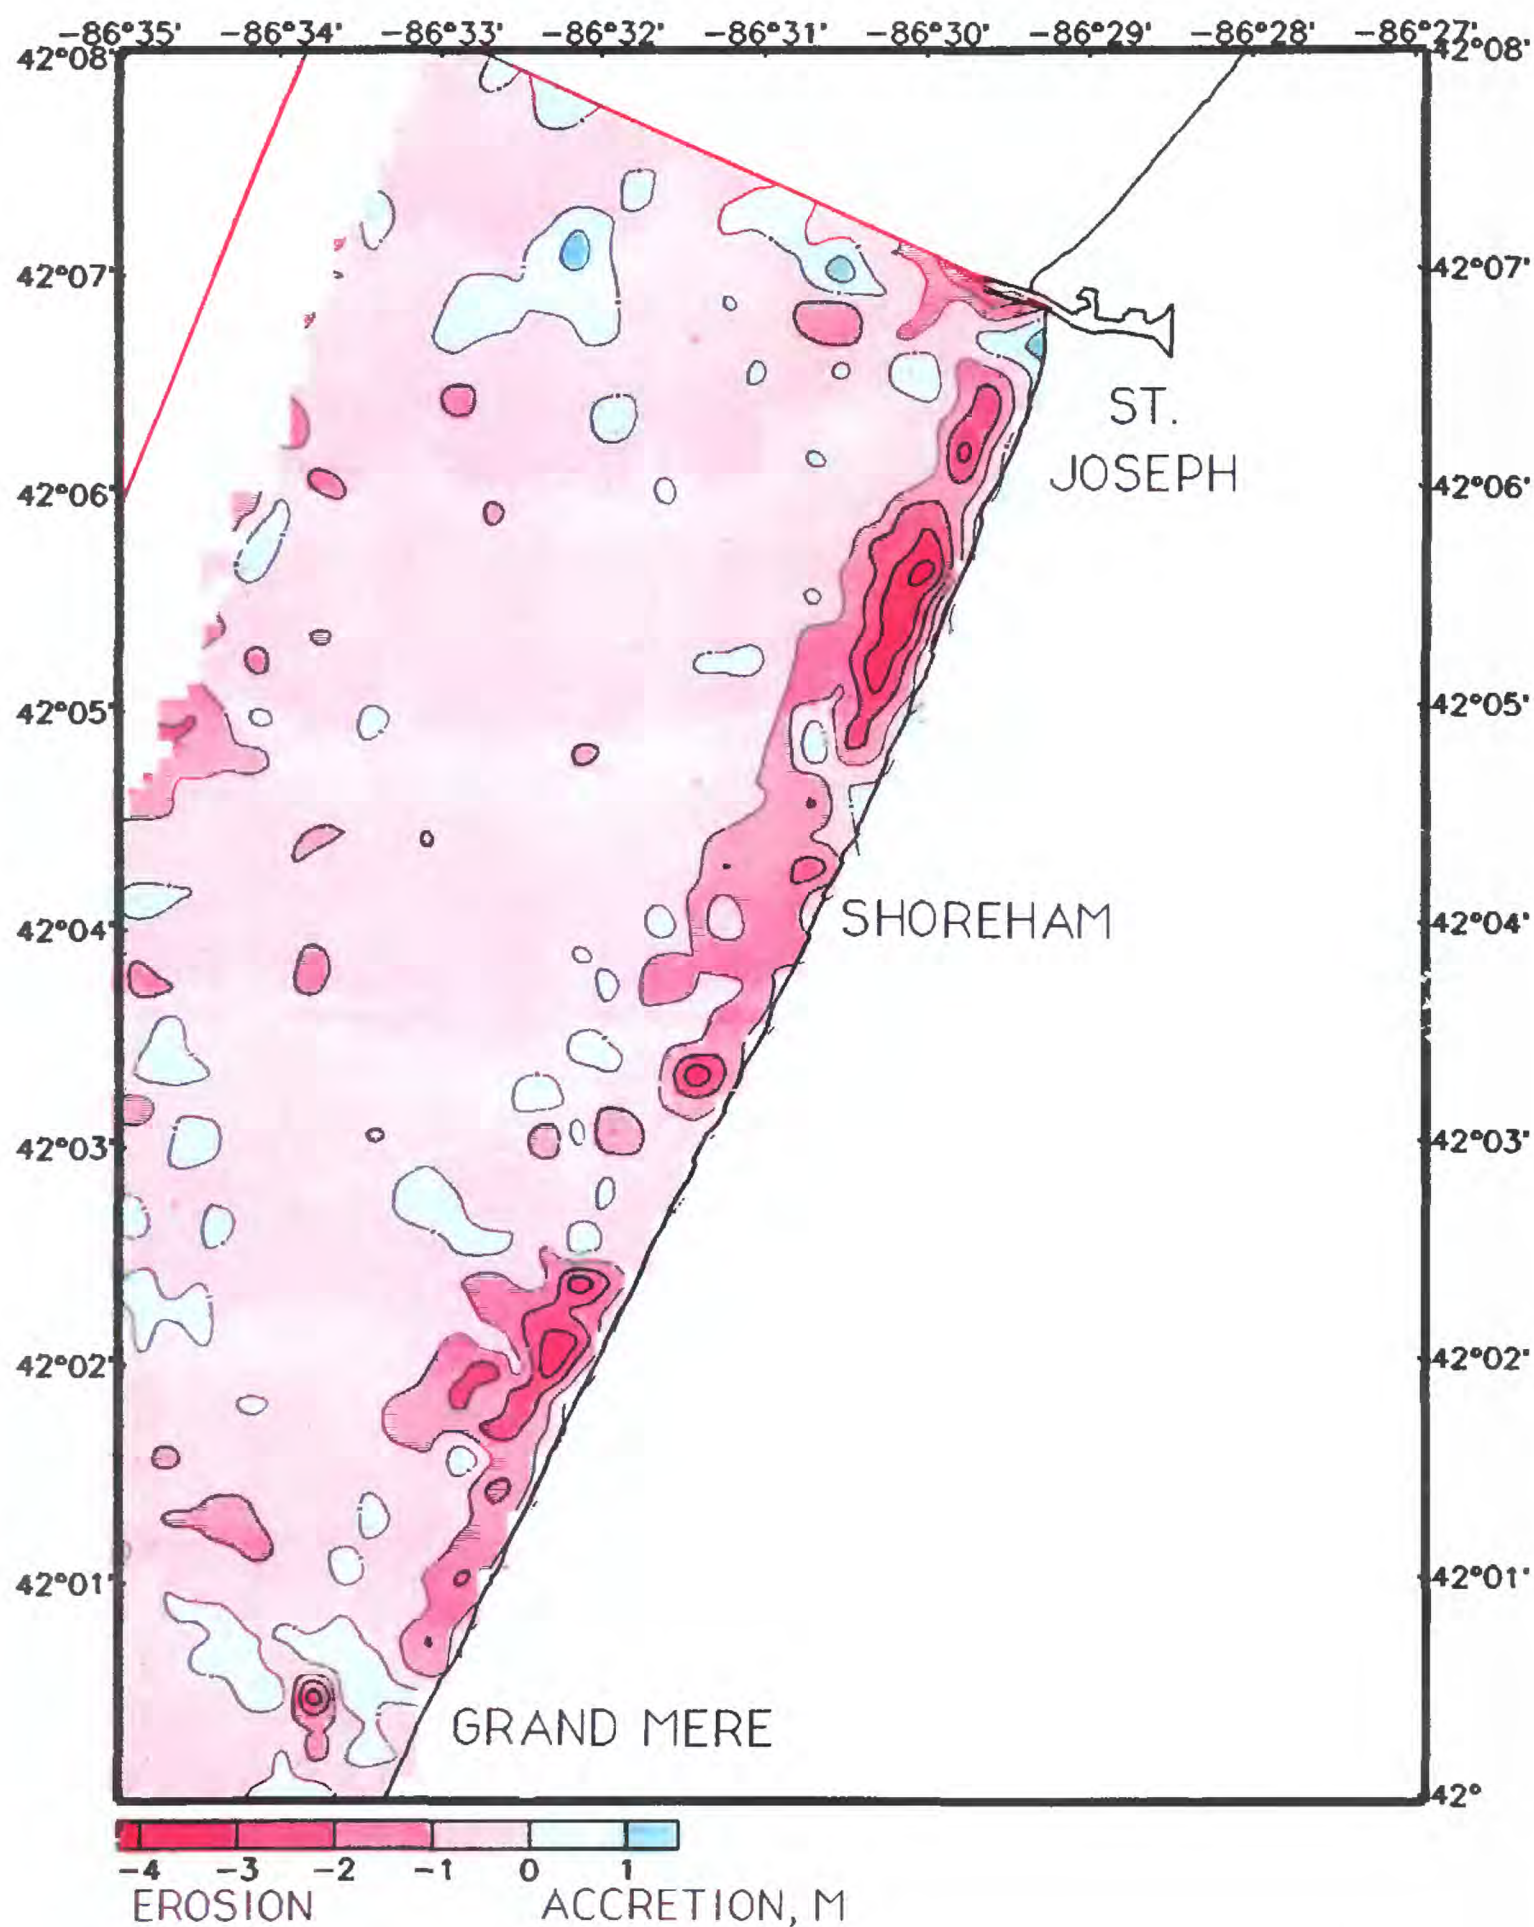 -86°35' -86°34' -86°33' -86°32' -86°31' -86°30' -86°29' -86°28' -86°27'
42°08' 42°08'
42°07' 42°07'
ST.
JOSEPH
42°06' 42°06'
42°05' 42°05'
42°04' SHOREHAM 42°04'
42°03' 42°03'
42°02' 42°02'
42°01' 42°01'
GRAND MERE
42°
-4 -3 -2 -1 0 1
EROSION ACCRETION, M